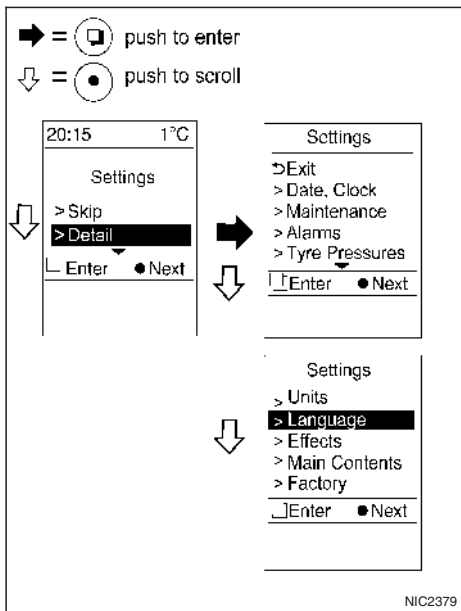 = push to enter
= push to scroll
20:15 1°C
Settings
> Skip
> Detail
Enter ● Next
Settings
⮌Exit
> Date, Clock
> Maintenance
> Alarms
> Tyre Pressures
Enter ● Next
Settings
> Units
> Language
> Effects
> Main Contents
> Factory
Enter ● Next
NIC2379